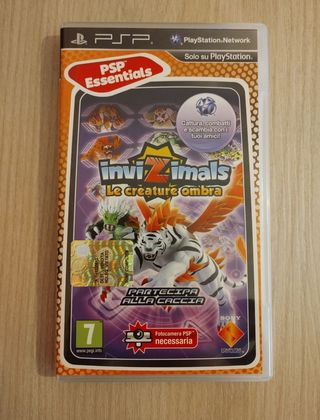 PSP
PlayStation Network
Solo su PlayStation.
PSP
Essentials
Cattura, combatti
e scambia con i
tuoi amici!
inviZimals
Le creature ombra
PARTECIPA
ALLA CACCIA
7
www.pegi.info
Fotocamera PSP™
necessaria
SONY